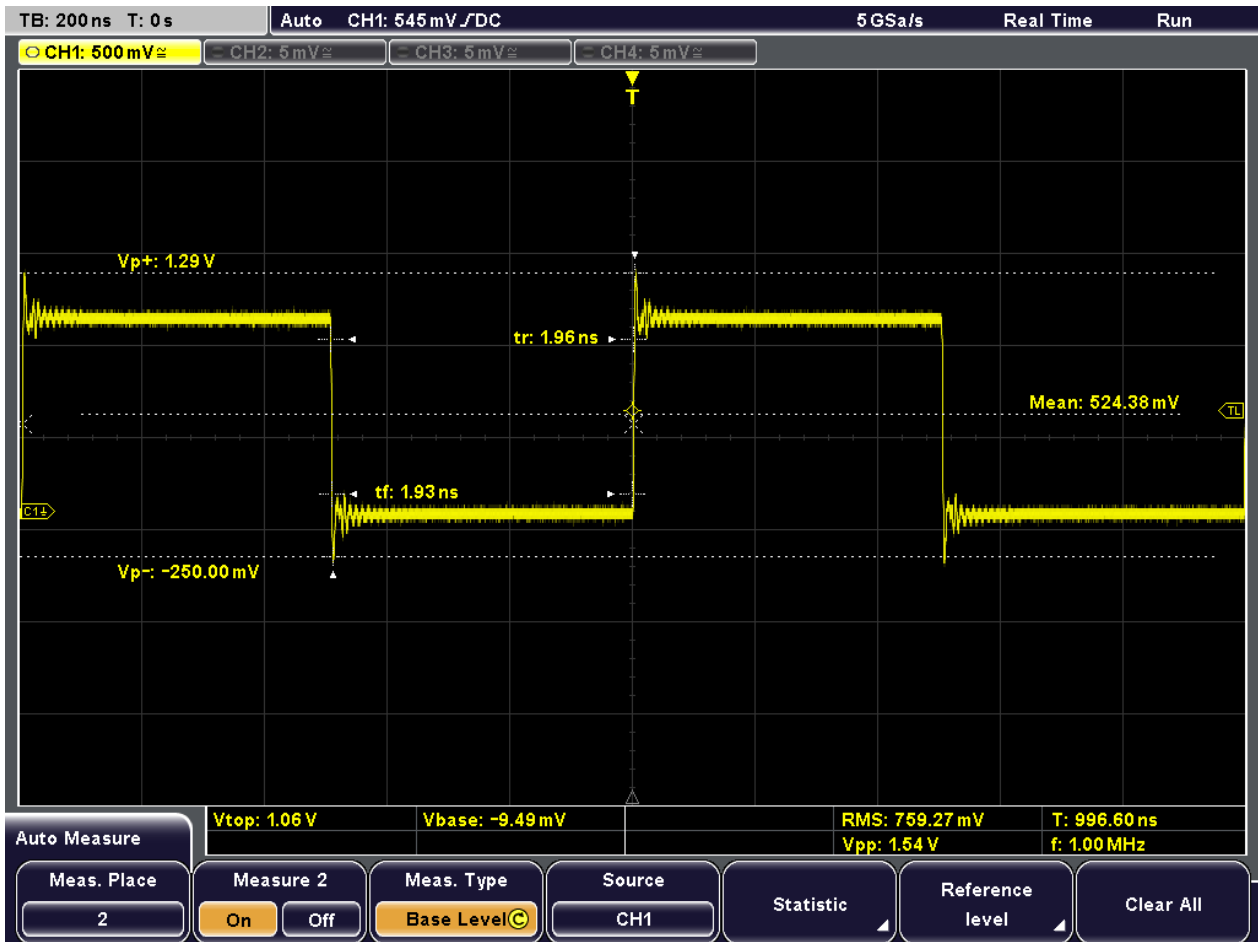 TB: 200 ns T: 0 s Auto CH1: 545 mV / DC 5 GSa/s Real Time Run
CH1: 500 mV≅ CH2: 5 mV≅ CH3: 5 mV≅ CH4: 5 mV≅
T
Vp+: 1.29 V
tr: 1.96 ns
Mean: 524.38 mV
TL
tf: 1.93 ns
C1
Vp-: -250.00 mV
Vtop: 1.06 V Vbase: -9.49 mV RMS: 759.27 mV T: 996.60 ns
Auto Measure
Vpp: 1.54 V f: 1.00 MHz
Meas. Place Measure 2 Meas. Type Source Statistic Reference level Clear All
2 On Off Base Level C CH1